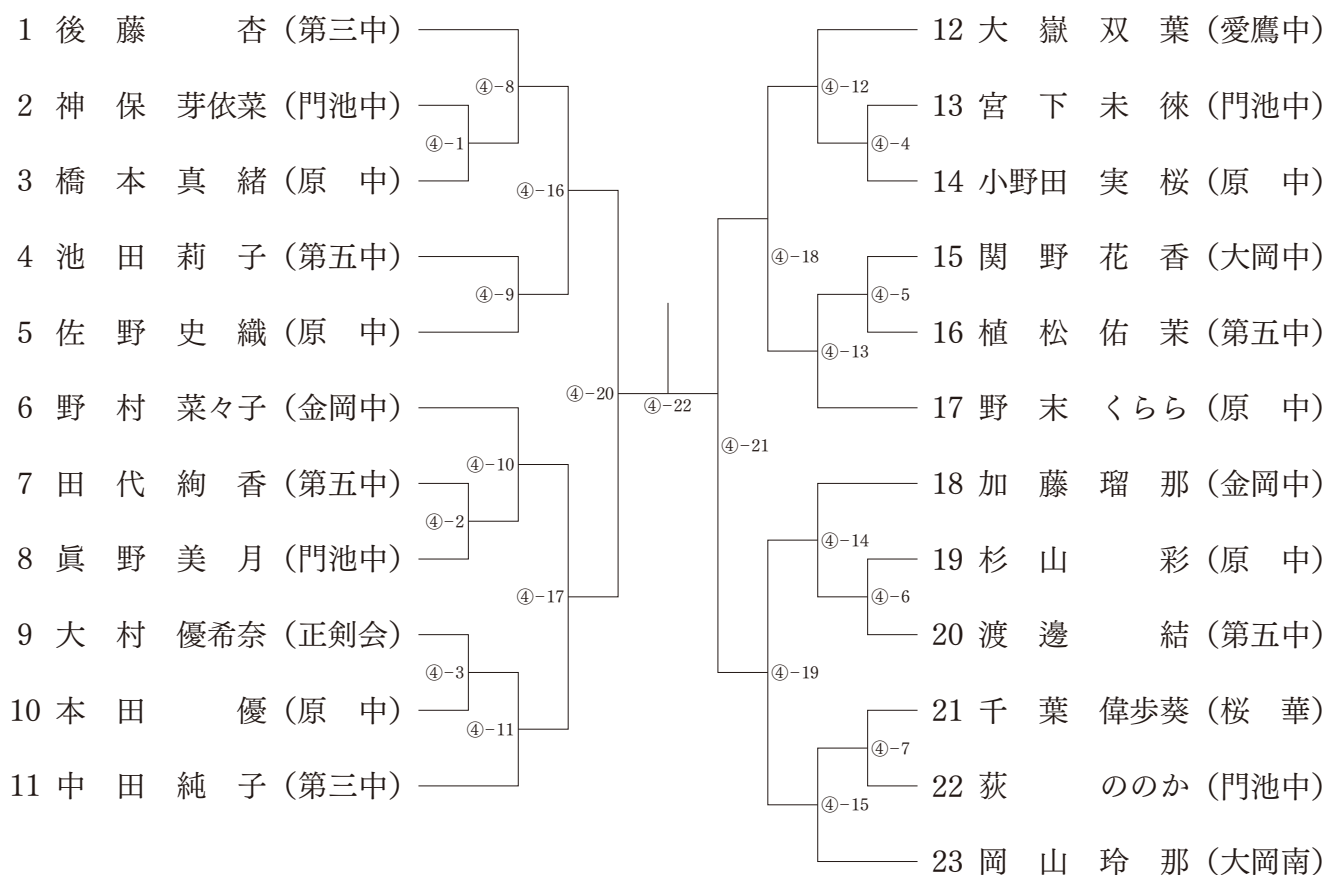 1 後 藤 杏 (第三中)
2 神 保 芽依菜 (門池中)
3 橋 本 真 緒 (原 中)
4 池 田 莉 子 (第五中)
5 佐 野 史 織 (原 中)
6 野 村 菜々子 (金岡中)
7 田 代 絢 香 (第五中)
8 眞 野 美 月 (門池中)
9 大 村 優希奈 (正剣会)
10 本 田 優 (原 中)
11 中 田 純 子 (第三中)
④-8
④-1
④-16
④-9
④-20
④-10
④-2
④-17
④-3
④-11
④-22
④-12
④-4
④-18
④-5
④-13
④-21
④-14
④-6
④-19
④-7
④-15
12 大 嶽 双 葉 (愛鷹中)
13 宮 下 未 徠 (門池中)
14 小野田 実 桜 (原 中)
15 関 野 花 香 (大岡中)
16 植 松 佑 茉 (第五中)
17 野 末 くらら (原 中)
18 加 藤 瑠 那 (金岡中)
19 杉 山 彩 (原 中)
20 渡 邊 結 (第五中)
21 千 葉 偉歩葵 (桜 華)
22 荻 ののか (門池中)
23 岡 山 玲 那 (大岡南)